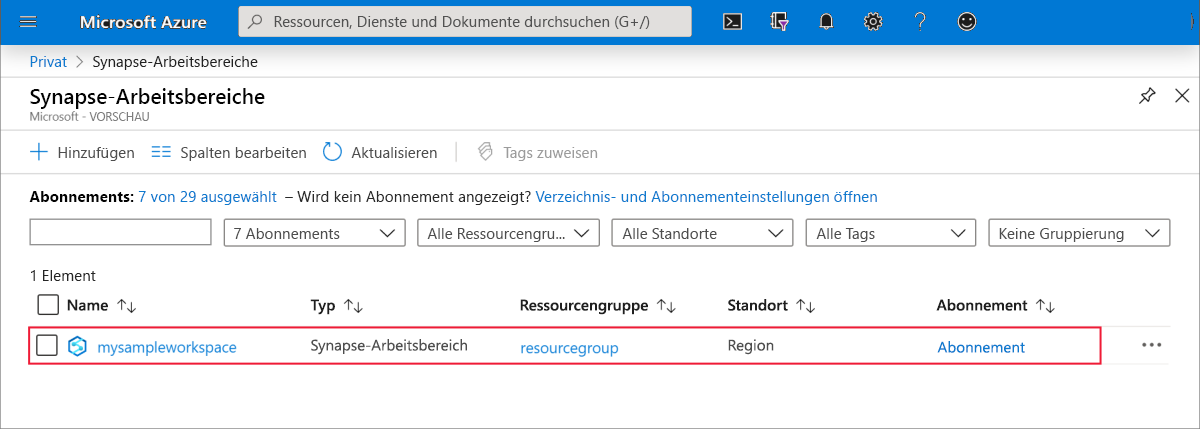 Microsoft Azure Ressourcen, Dienste und Dokumente durchsuchen (G+/)
Privat > Synapse-Arbeitsbereiche
Synapse-Arbeitsbereiche
Microsoft - VORSCHAU
Hinzufügen Spalten bearbeiten Aktualisieren Tags zuweisen
Abonnements: 7 von 29 ausgewählt – Wird kein Abonnement angezeigt? Verzeichnis- und Abonnementeinstellungen öffnen
7 Abonnements Alle Ressourcengru... Alle Standorte Alle Tags Keine Gruppierung
1 Element
Name Typ Ressourcengruppe Standort Abonnement
mysampleworkspace Synapse-Arbeitsbereich resourcegroup Region Abonnement